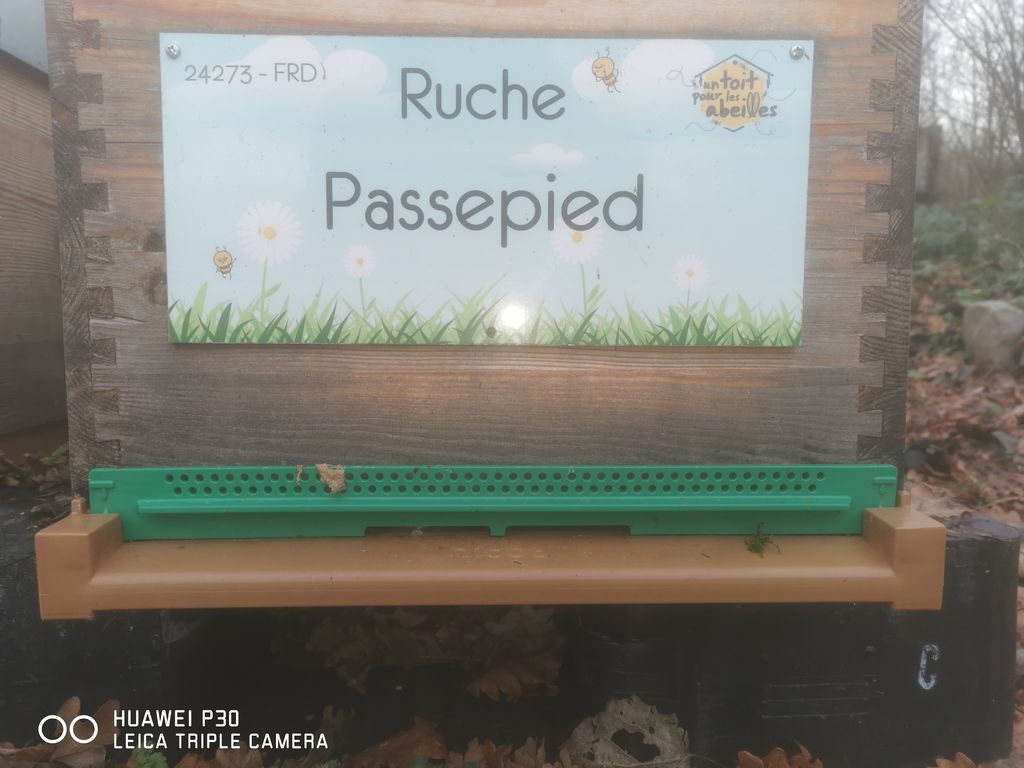 24273 - FRD
Ruche
un toit
pour les
abeilles
Passepied
C
HUAWEI P30
LEICA TRIPLE CAMERA